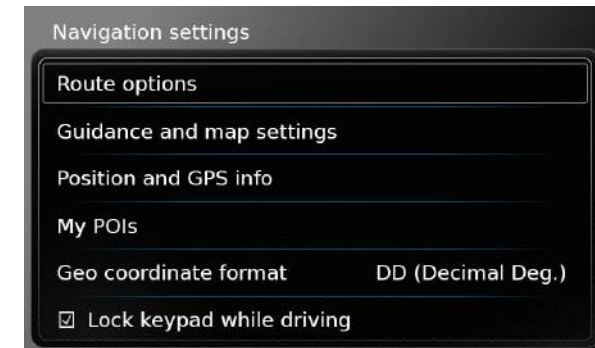 Navigation settings
Route options
Guidance and map settings
Position and GPS info
My POIs
Geo coordinate format DD (Decimal Deg.)
☑ Lock keypad while driving